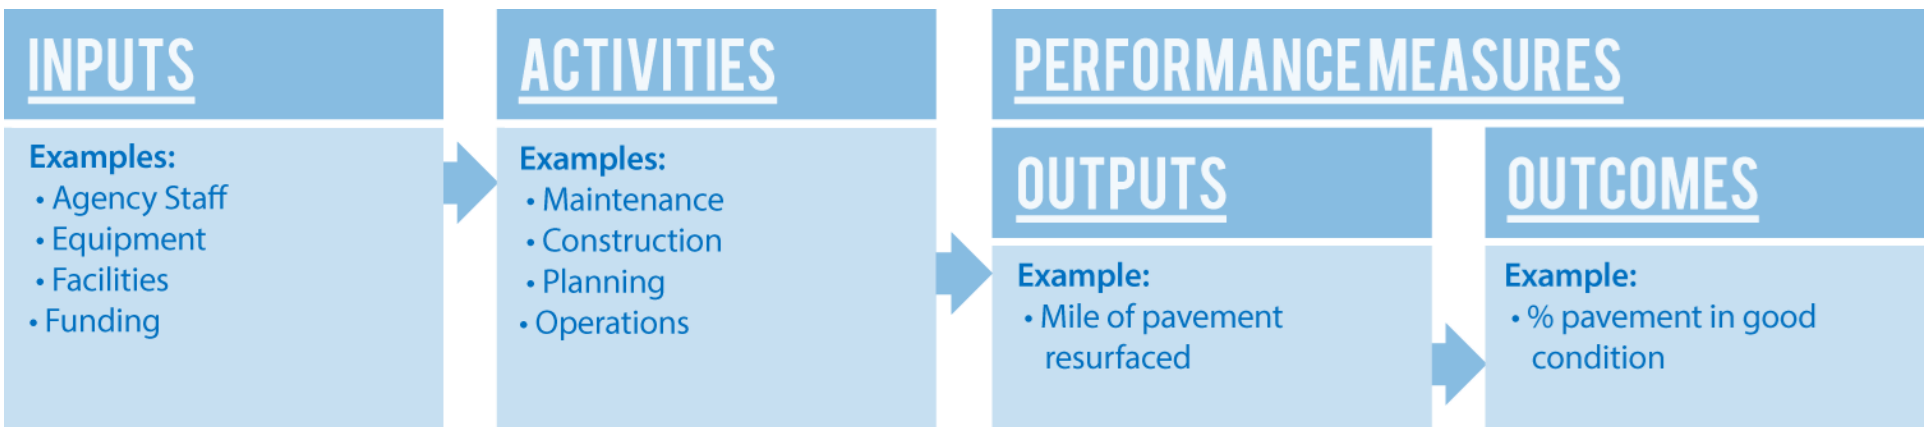 INPUTS
Examples:
• Agency Staff
• Equipment
• Facilities
• Funding
ACTIVITIES
Examples:
• Maintenance
• Construction
• Planning
• Operations
PERFORMANCE MEASURES
OUTPUTS
Example:
• Mile of pavement
resurfaced
OUTCOMES
Example:
• % pavement in good
condition